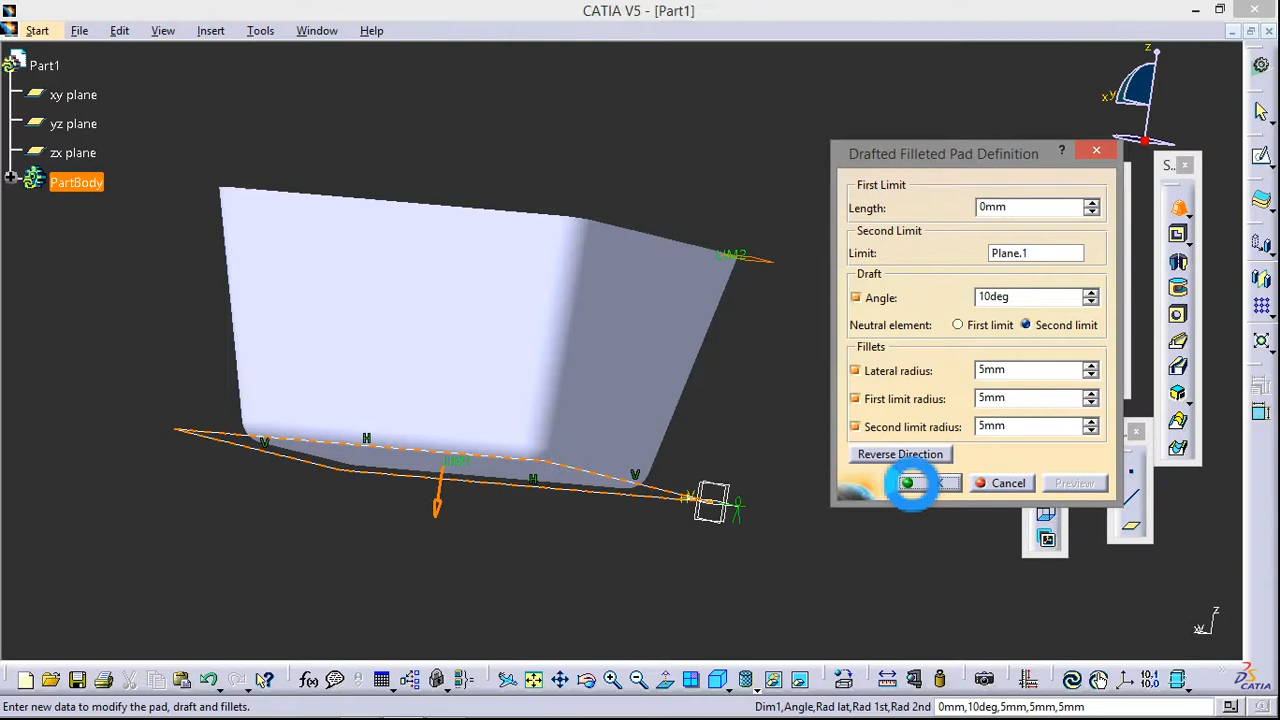 CATIA V5 - [Part1]
Start File Edit View Insert Tools Window Help
Part1
xy plane
yz plane
zx plane
PartBody
z
x y
LIM2
Drafted Filleted Pad Definition ?
First Limit
Length: 0mm
Second Limit
Limit: Plane.1
Draft
Angle: 10deg
Neutral element: First limit Second limit
Fillets
Lateral radius: 5mm
First limit radius: 5mm
Second limit radius: 5mm
Reverse Direction
Cancel Preview
S...
V H
H V
z
f(x) 10.1
CATIA
Enter new data to modify the pad, draft and fillets. Dim1,Angle,Rad lat,Rad 1st,Rad 2nd 0mm,10deg,5mm,5mm,5mm